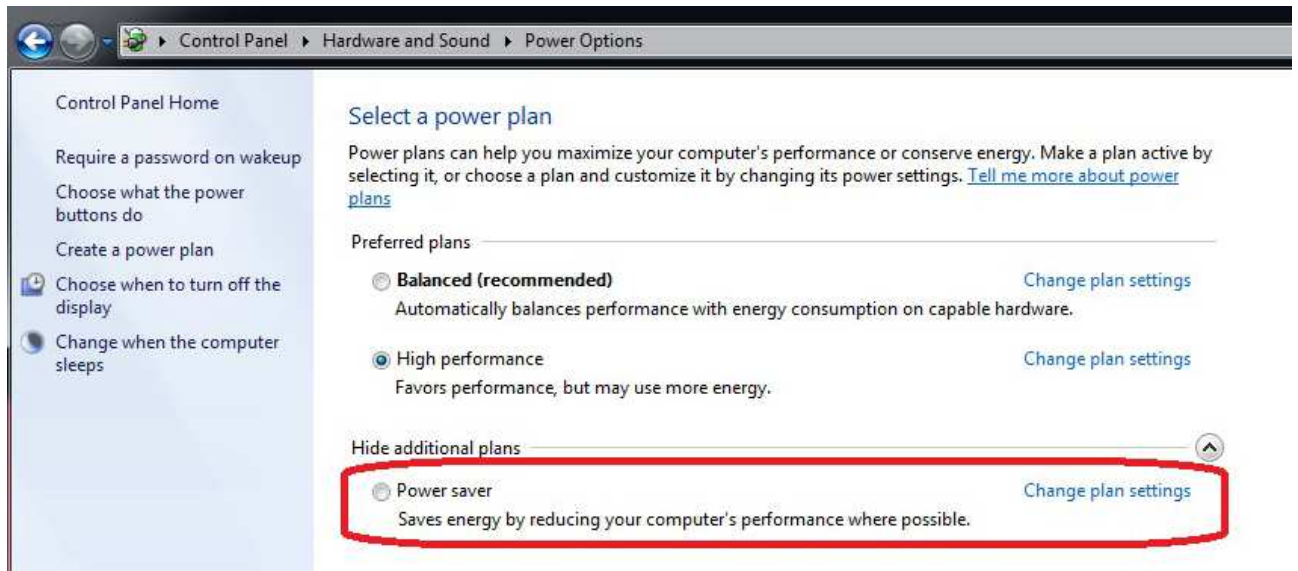 Control Panel ▸ Hardware and Sound ▸ Power Options
Control Panel Home
Require a password on wakeup
Choose what the power
buttons do
Create a power plan
Choose when to turn off the
display
Change when the computer
sleeps
Select a power plan
Power plans can help you maximize your computer's performance or conserve energy. Make a plan active by
selecting it, or choose a plan and customize it by changing its power settings. Tell me more about power
plans
Preferred plans
Balanced (recommended) Change plan settings
Automatically balances performance with energy consumption on capable hardware.
High performance Change plan settings
Favors performance, but may use more energy.
Hide additional plans
Power saver Change plan settings
Saves energy by reducing your computer's performance where possible.